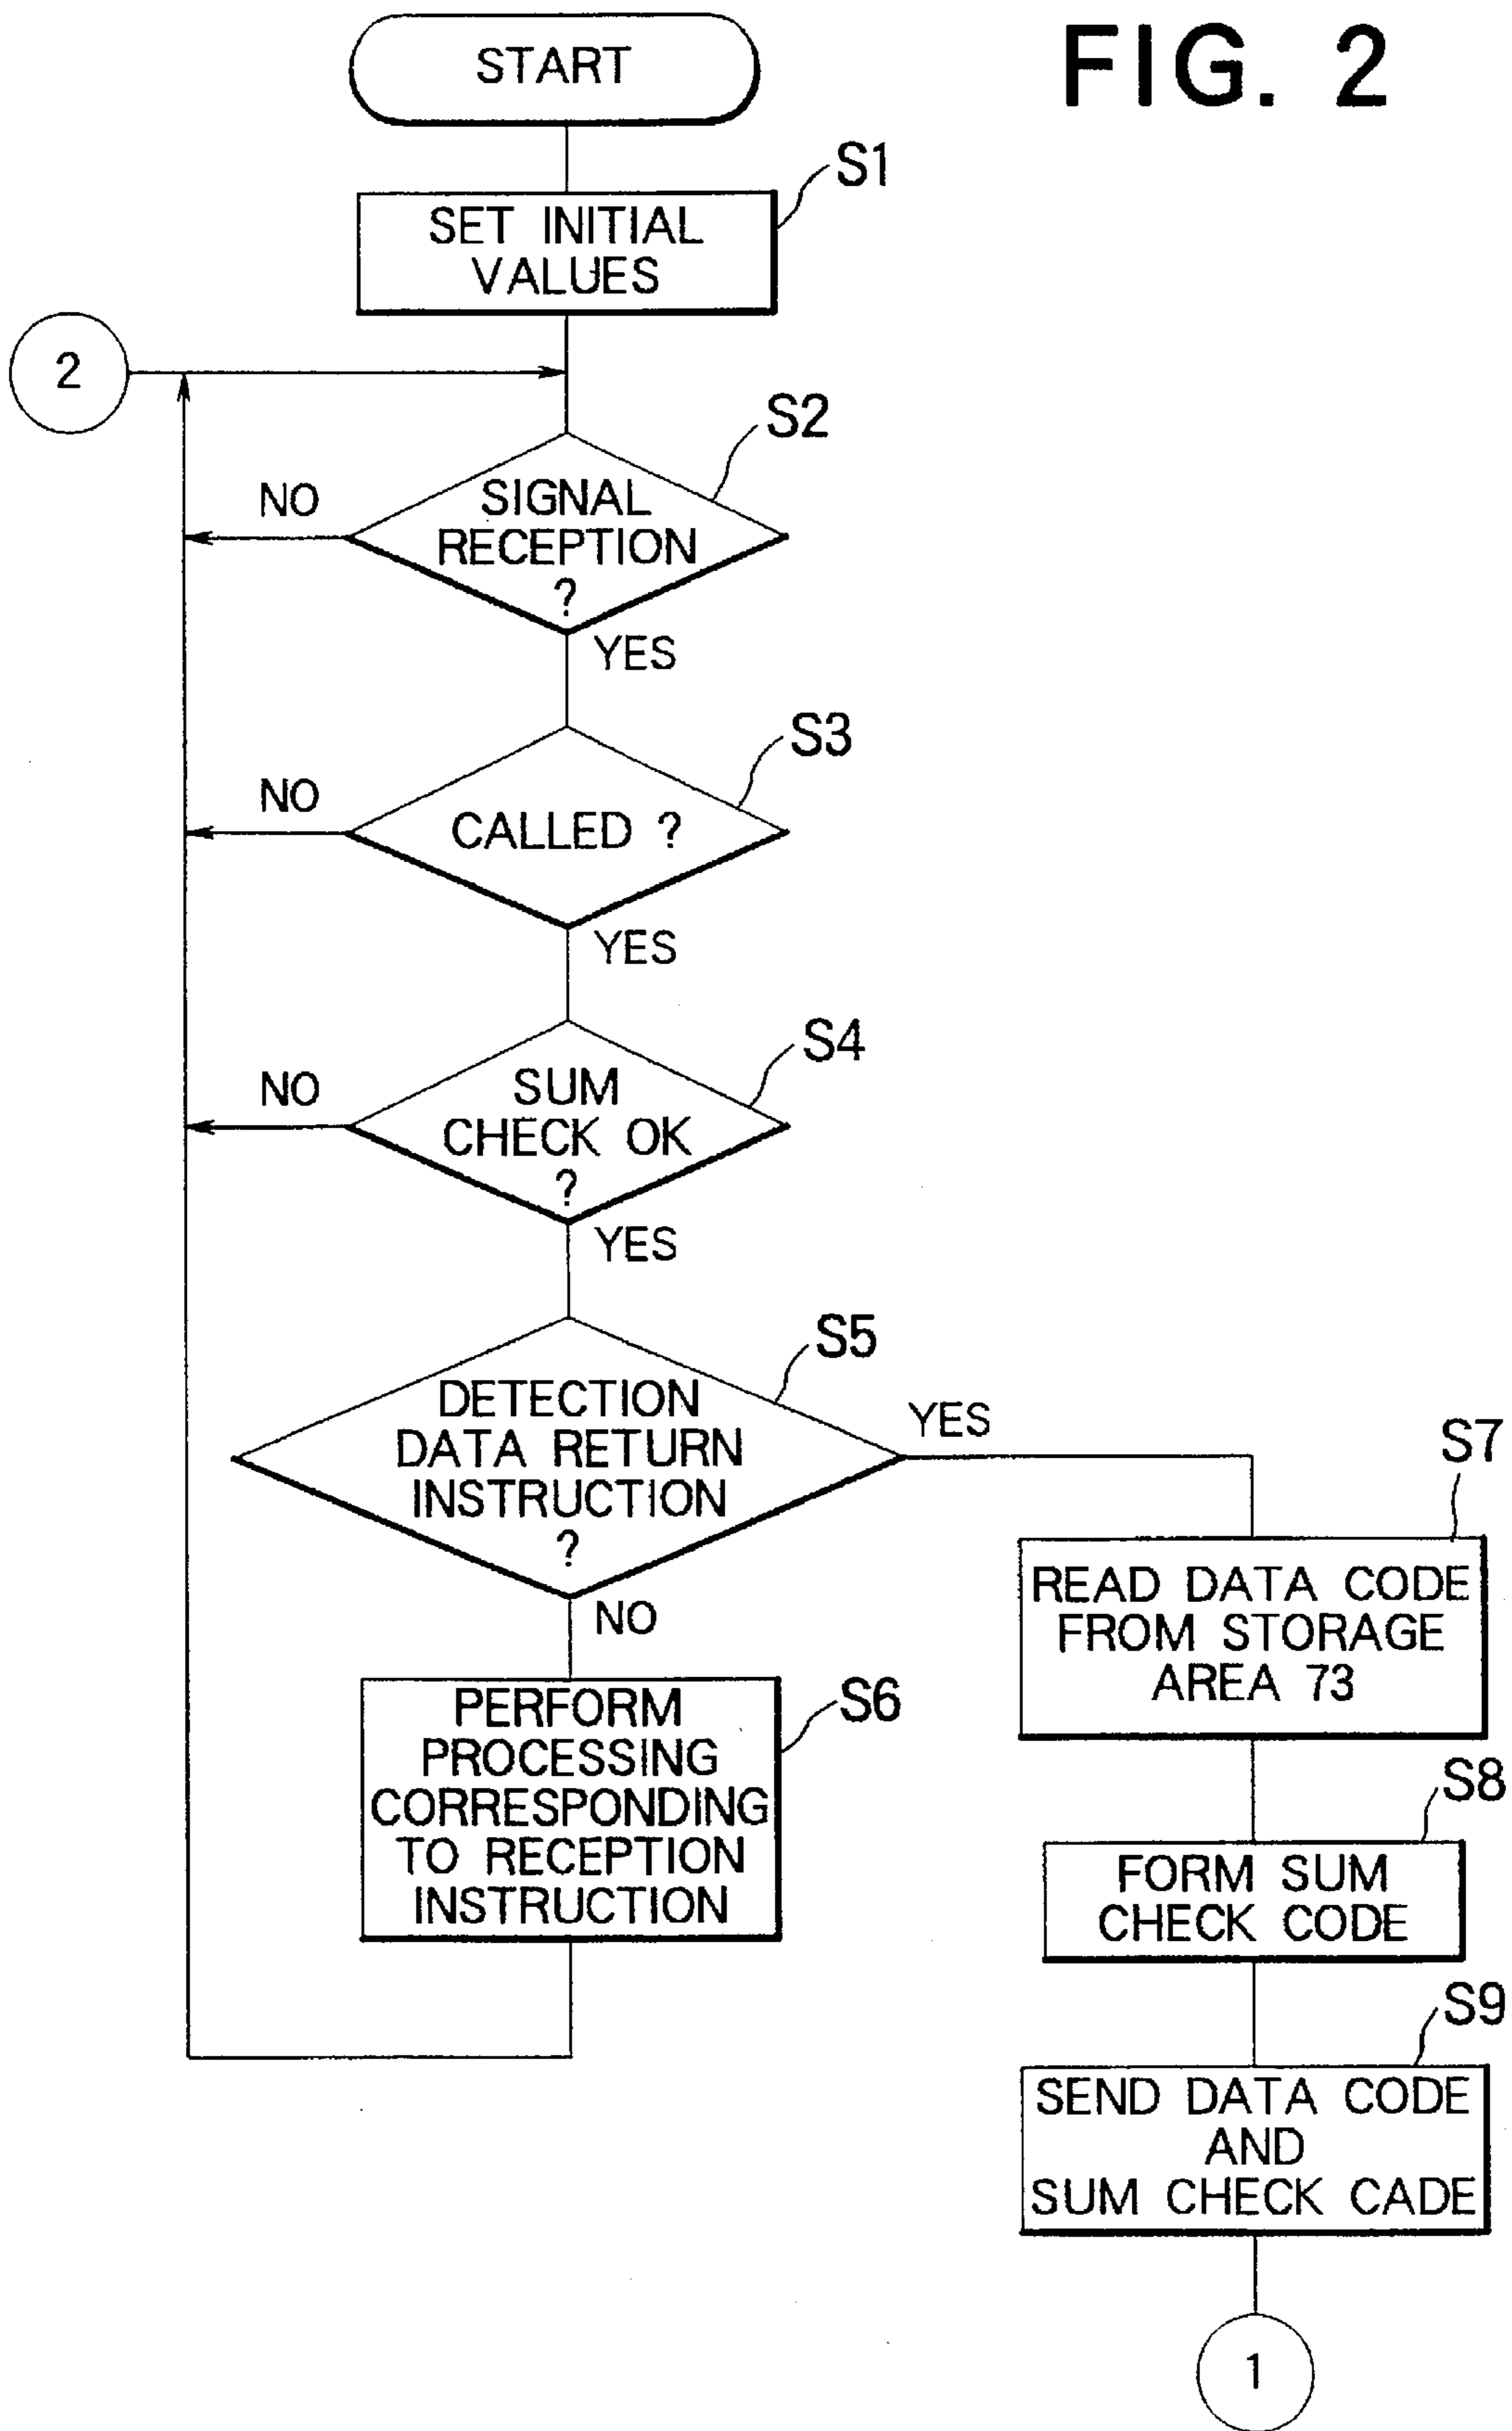 FIG. 2
START
S1
SET INITIAL
VALUES
2
S2
NO
SIGNAL
RECEPTION
?
YES
S3
NO
CALLED ?
YES
S4
NO
SUM
CHECK OK
?
YES
S5
DETECTION
DATA RETURN
INSTRUCTION
?
YES
NO
S6
PERFORM
PROCESSING
CORRESPONDING
TO RECEPTION
INSTRUCTION
S7
READ DATA CODE
FROM STORAGE
AREA 73
S8
FORM SUM
CHECK CODE
S9
SEND DATA CODE
AND
SUM CHECK CADE
1